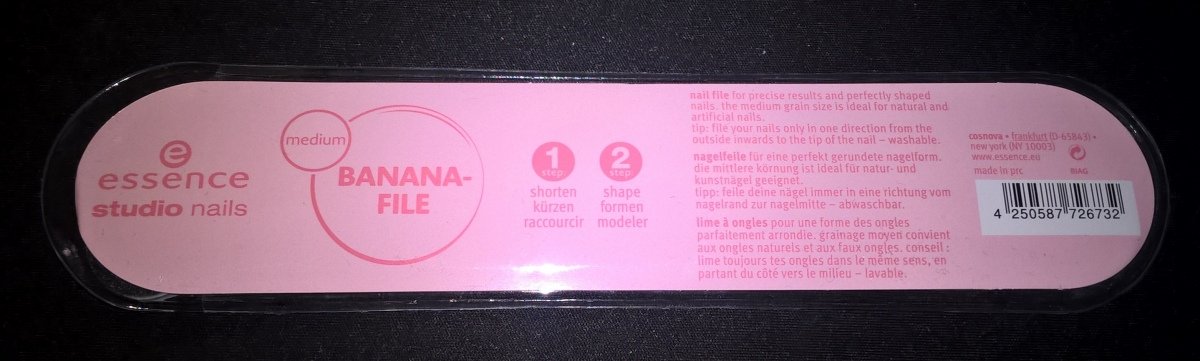 e
essence
studio nails
medium
BANANA-
FILE
1
step
shorten
kürzen
raccourcir
2
step
shape
formen
modeler
nail file for precise results and perfectly shaped
nails. the medium grain size is ideal for natural and
artificial nails.
tip: file your nails only in one direction from the
outside inwards to the tip of the nail – washable.
nagelfeile für eine perfekt gerundete nagelform.
die mittlere körnung ist ideal für natur- und
kunstnägel geeignet.
tipp: feile deine nägel immer in eine richtung vom
nagelrand zur nagelmitte – abwaschbar.
lime à ongles pour une forme des ongles
parfaitement arrondie. grainage moyen convient
aux ongles naturels et aux faux ongles. conseil :
lime toujours tes ongles dans le même sens, en
partant du côté vers le milieu – lavable.
cosnova • frankfurt (D-65843) •
new york (NY 10003)
www.essence.eu
made in prc
BJAG
4 250587 726732